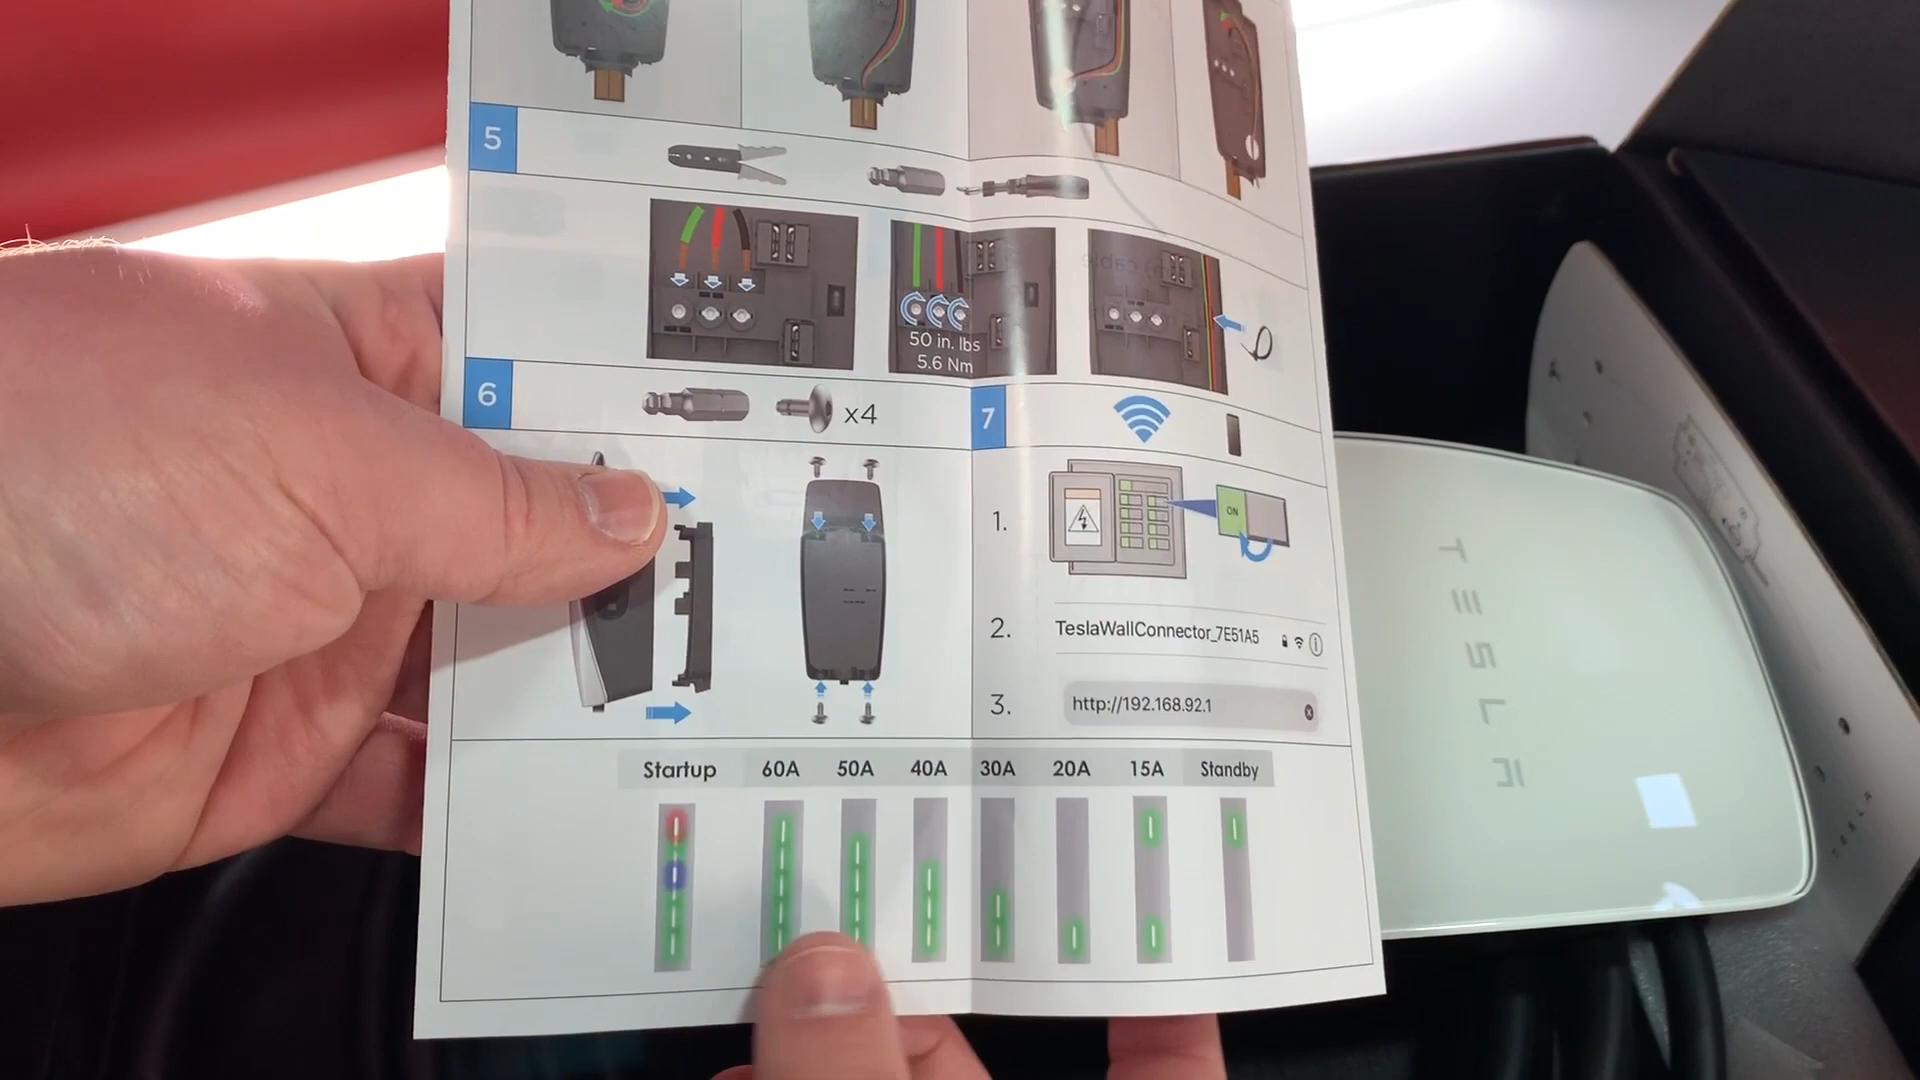 5
50 in. lbs
5.6 Nm
6
x4
7
1.
ON
2.
TeslaWallConnector_7E51A5
3.
http://192.168.92.1
Startup 60A 50A 40A 30A 20A 15A Standby
TESLA
TESLA